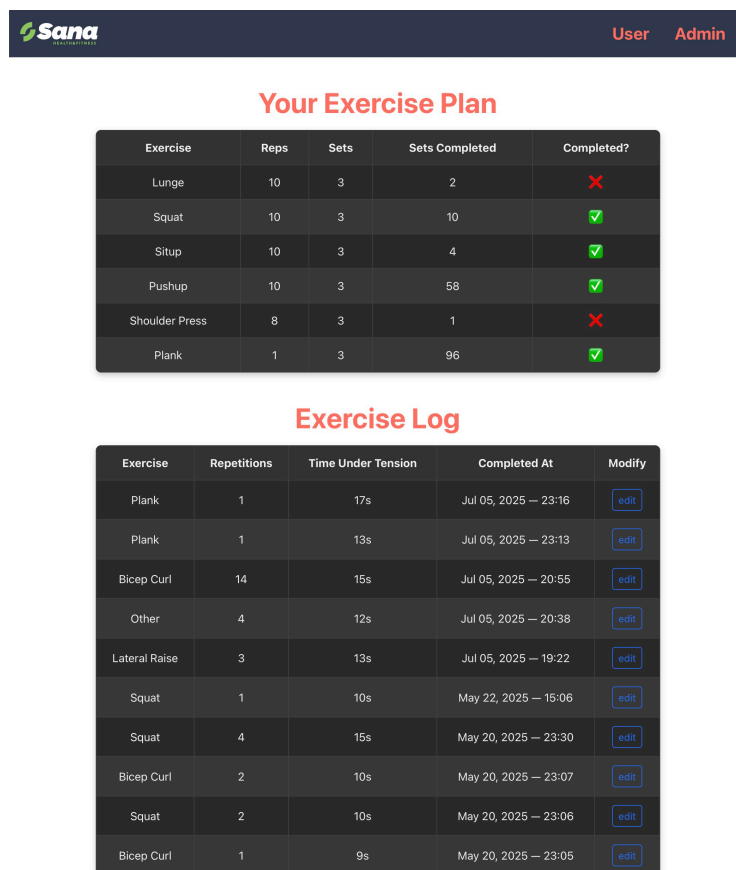 Sana
HEALTH&FITNESS
User Admin
Your Exercise Plan
Exercise Reps Sets Sets Completed Completed?
Lunge 10 3 2 ❌
Squat 10 3 10 ✅
Situp 10 3 4 ✅
Pushup 10 3 58 ✅
Shoulder Press 8 3 1 ❌
Plank 1 3 96 ✅
Exercise Log
Exercise Repetitions Time Under Tension Completed At Modify
Plank 1 17s Jul 05, 2025 — 23:16 edit
Plank 1 13s Jul 05, 2025 — 23:13 edit
Bicep Curl 14 15s Jul 05, 2025 — 20:55 edit
Other 4 12s Jul 05, 2025 — 20:38 edit
Lateral Raise 3 13s Jul 05, 2025 — 19:22 edit
Squat 1 10s May 22, 2025 — 15:06 edit
Squat 4 15s May 20, 2025 — 23:30 edit
Bicep Curl 2 10s May 20, 2025 — 23:07 edit
Squat 2 10s May 20, 2025 — 23:06 edit
Bicep Curl 1 9s May 20, 2025 — 23:05 edit